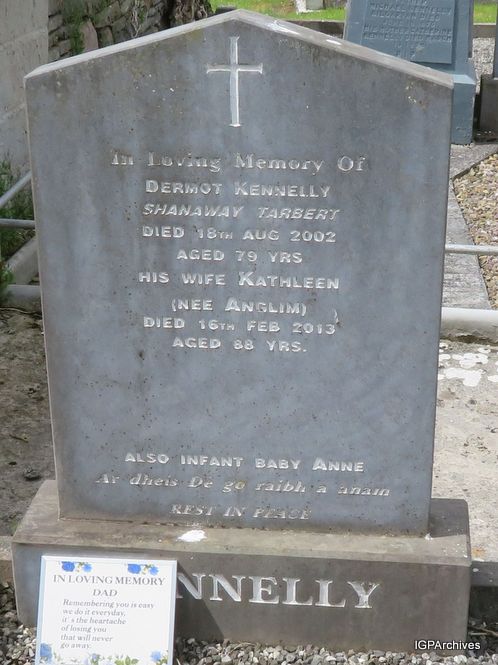 In Loving Memory Of
DERMOT KENNELLY
SHANAWAY TARBERT
DIED 18TH AUG 2002
AGED 79 YRS
HIS WIFE KATHLEEN
(NEE ANGLIM)
DIED 16TH FEB 2013
AGED 88 YRS.
ALSO INFANT BABY ANNE
Ar dheis De go raibh a anam
REST IN PEACE
NNELLY
IN LOVING MEMORY
DAD
Remembering you is easy
we do it everyday,
it's the heartache
of losing you
that will never
go away.
IGPArchives